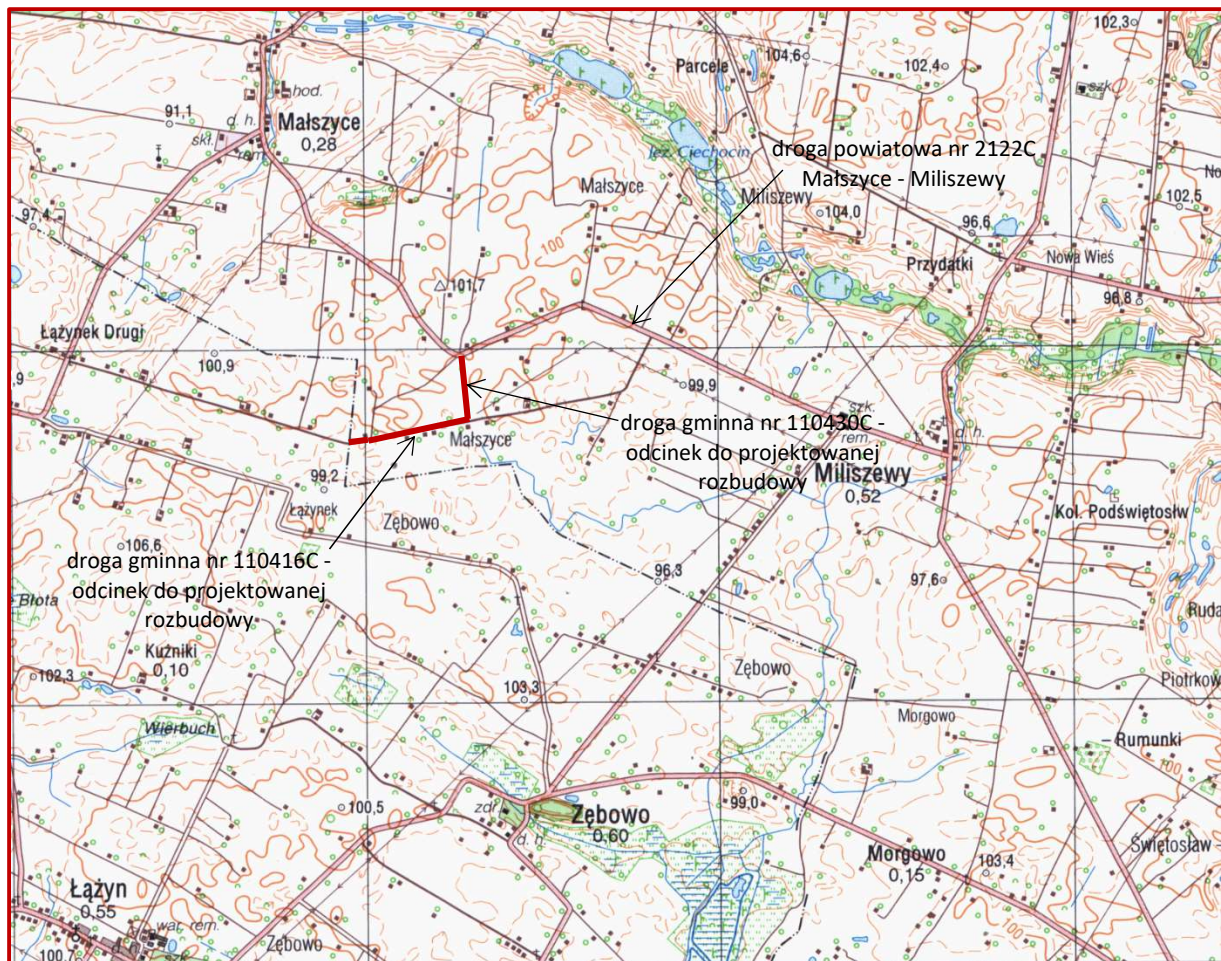 102,3
Parcele
104,6
102,4
szk.
hod.
91,1
d. h.
Małszyce
0,28
skł.
rem.
Jez. Ciechocin
droga powiatowa nr 2122C
Małszyce - Miliszewy
Małszyce
Miliszewy
104,0
102,5
97,4
96,6
100
Przydatki
Nowa Wieś
101,7
96,8
Łążynek Drugi
100,9
99,9
szk.
rem.
d. h.
droga gminna nr 110430C -
odcinek do projektowanej
rozbudowy
Małszyce
Miliszewy
0,52
99,2
Łążynek
Zębowo
Kol. Podświętosław
106,6
droga gminna nr 110416C -
odcinek do projektowanej
rozbudowy
96,3
97,6
Błota
Ruda
Kuźniki
0,10
102,3
103,3
Zębowo
Piotrkow
Morgowo
Wierbuch
Rumunki
100
100,5
99,0
zdr.
Zębowo
0,60
d. h.
Morgowo
0,15
103,4
Świętosław -
Łążyn
0,55
war. rem.
d. h.
Zębowo
100,7
szk.